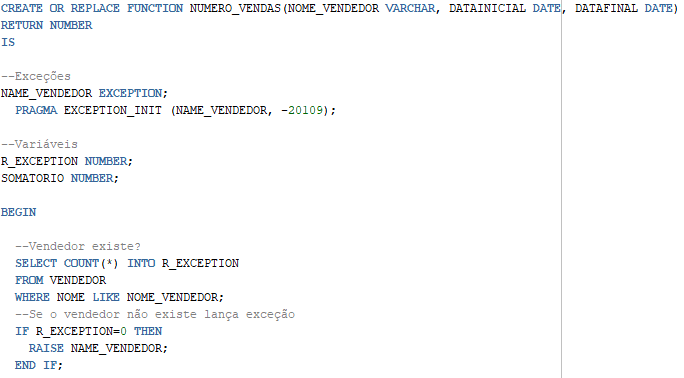 CREATE OR REPLACE FUNCTION NUMERO_VENDAS(NOME_VENDEDOR VARCHAR, DATAINICIAL DATE, DATAFINAL DATE)
RETURN NUMBER
IS
--Exceções
NAME_VENDEDOR EXCEPTION;
PRAGMA EXCEPTION_INIT (NAME_VENDEDOR, -20109);
--Variáveis
R_EXCEPTION NUMBER;
SOMATORIO NUMBER;
BEGIN
--Vendedor existe?
SELECT COUNT(*) INTO R_EXCEPTION
FROM VENDEDOR
WHERE NOME LIKE NOME_VENDEDOR;
--Se o vendedor não existe lança exceção
IF R_EXCEPTION=0 THEN
RAISE NAME_VENDEDOR;
END IF;